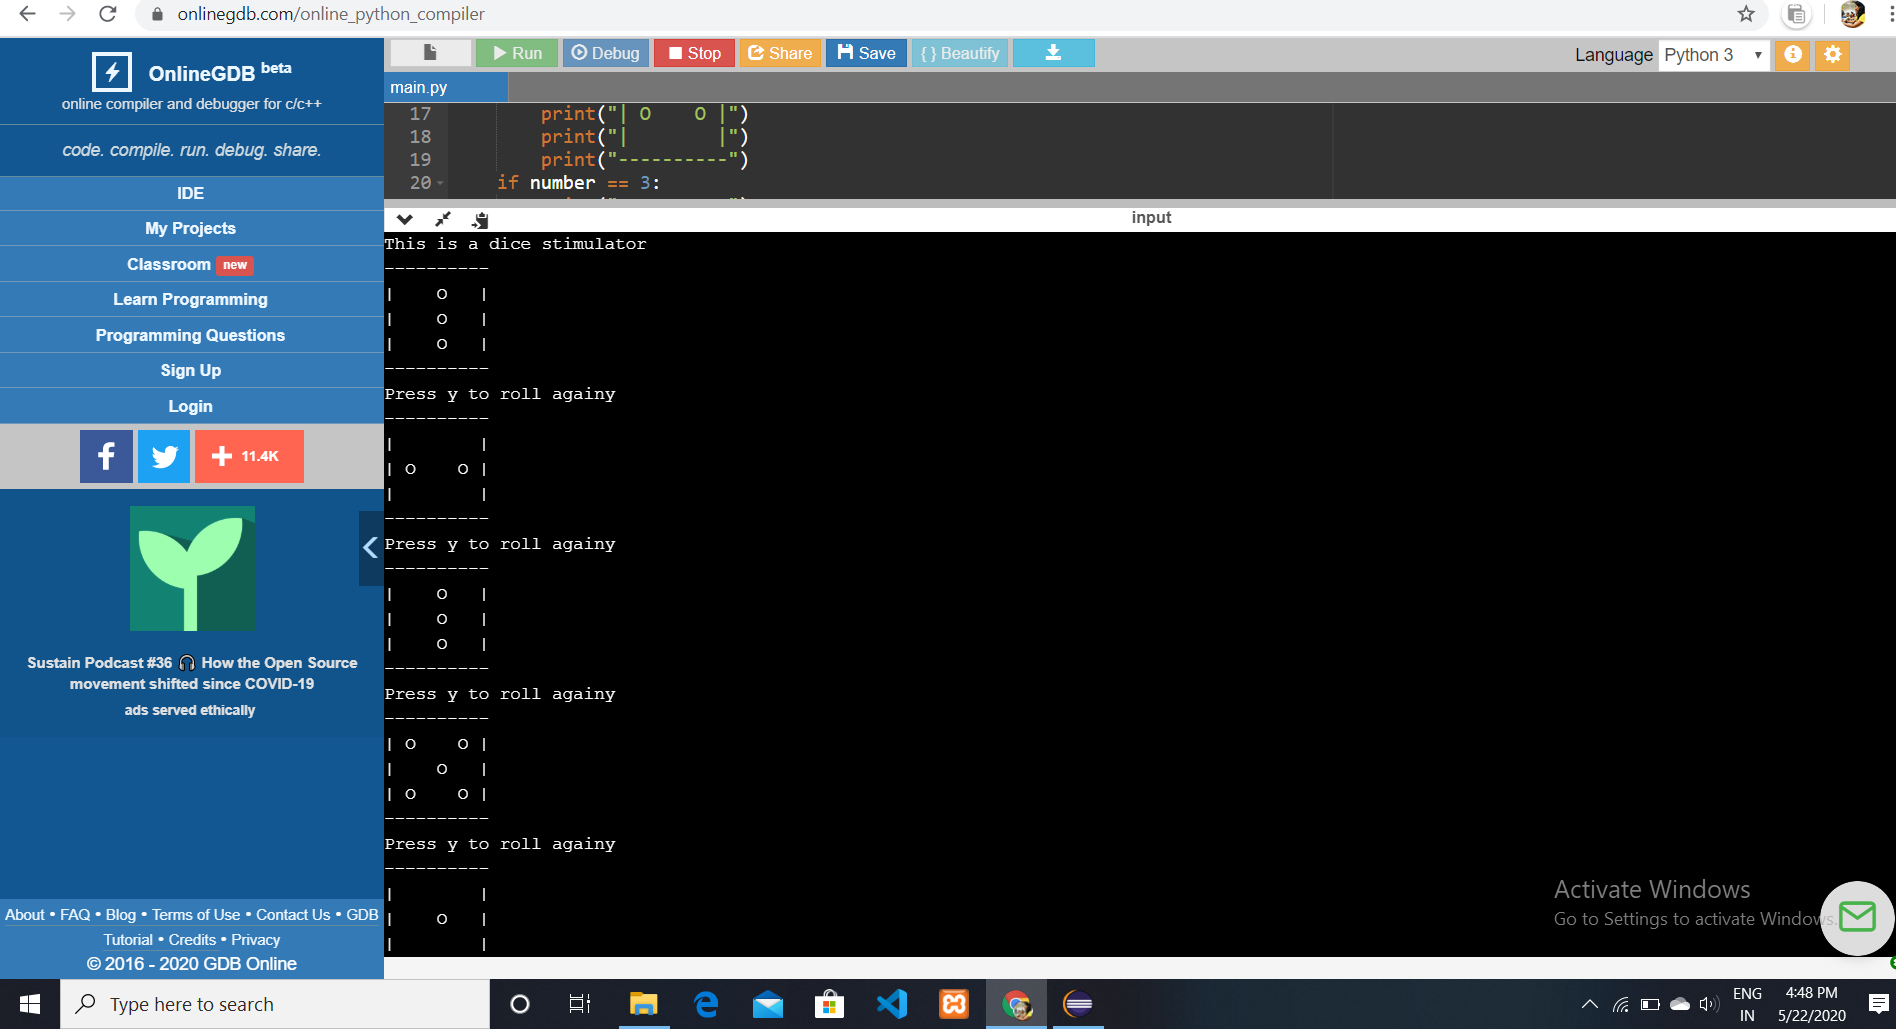 onlinegdb.com/online_python_compiler
OnlineGDB beta
online compiler and debugger for c/c++
code. compile. run. debug. share.
IDE
My Projects
Classroom new
Learn Programming
Programming Questions
Sign Up
Login
11.4K
Sustain Podcast #36 🎧 How the Open Source
movement shifted since COVID-19
ads served ethically
About • FAQ • Blog • Terms of Use • Contact Us • GDB
Tutorial • Credits • Privacy
© 2016 - 2020 GDB Online
Run Debug Stop Share Save { } Beautify
Language Python 3
main.py
17 print("| O    O |")
18 print("|        |")
19 print("----------")
20 if number == 3:
input
This is a dice stimulator
----------
|    O   |
|    O   |
|    O   |
----------
Press y to roll againy
----------
|        |
| O    O |
|        |
----------
Press y to roll againy
----------
|    O   |
|    O   |
|    O   |
----------
Press y to roll againy
----------
| O    O |
|    O   |
| O    O |
----------
Press y to roll againy
----------
|        |
|    O   |
|        |
Activate Windows
Go to Settings to activate Windows.
Type here to search
ENG
IN
4:48 PM
5/22/2020